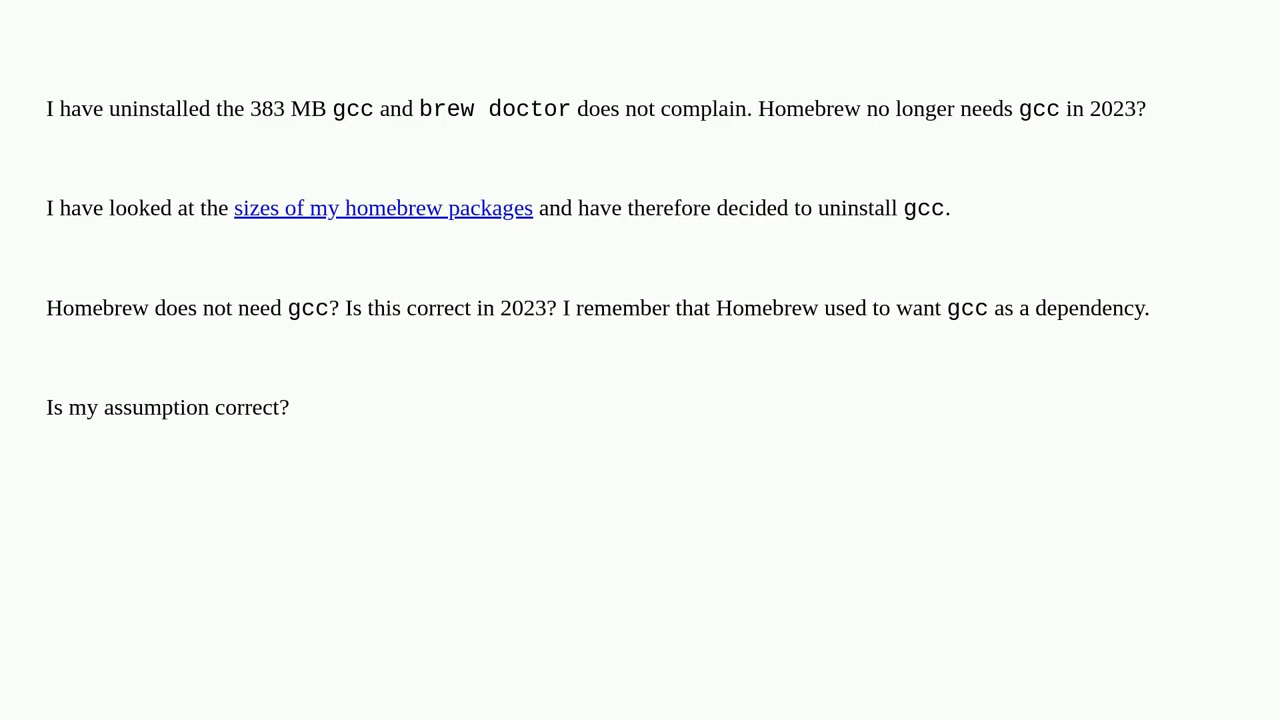 I have uninstalled the 383 MB gcc and brew doctor does not complain. Homebrew no longer needs gcc in 2023?
I have looked at the sizes of my homebrew packages and have therefore decided to uninstall gcc.
Homebrew does not need gcc? Is this correct in 2023? I remember that Homebrew used to want gcc as a dependency.
Is my assumption correct?